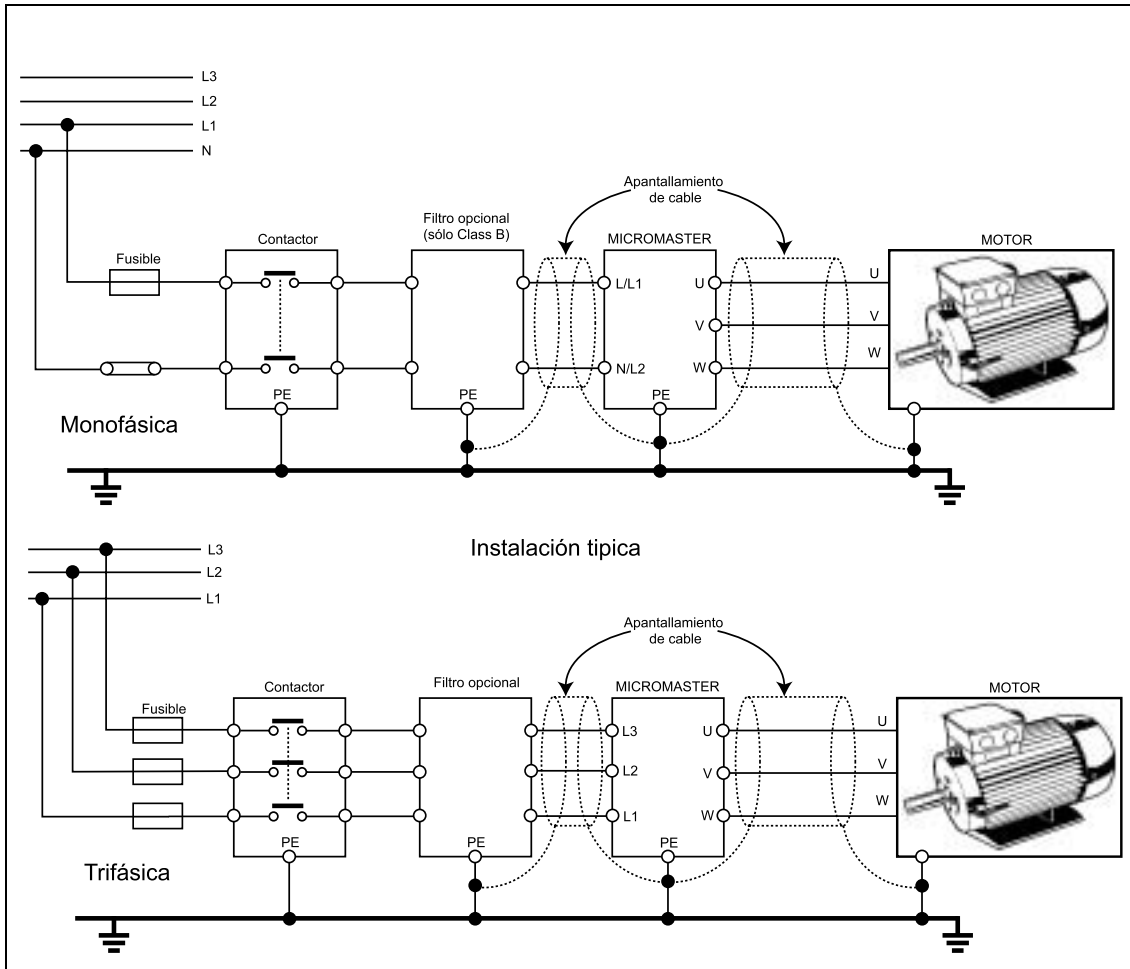 L3
L2
L1
N
Apantallamiento
de cable
Filtro opcional
(sólo Class B)
Contactor
MICROMASTER
MOTOR
Fusible
L/L1
U
U
V
V
N/L2
W
W
PE
PE
PE
Monofásica
Instalación tipica
L3
L2
L1
Apantallamiento
de cable
Contactor
Filtro opcional
MICROMASTER
MOTOR
Fusible
L3
U
U
L2
V
V
L1
W
W
PE
PE
PE
Trifásica